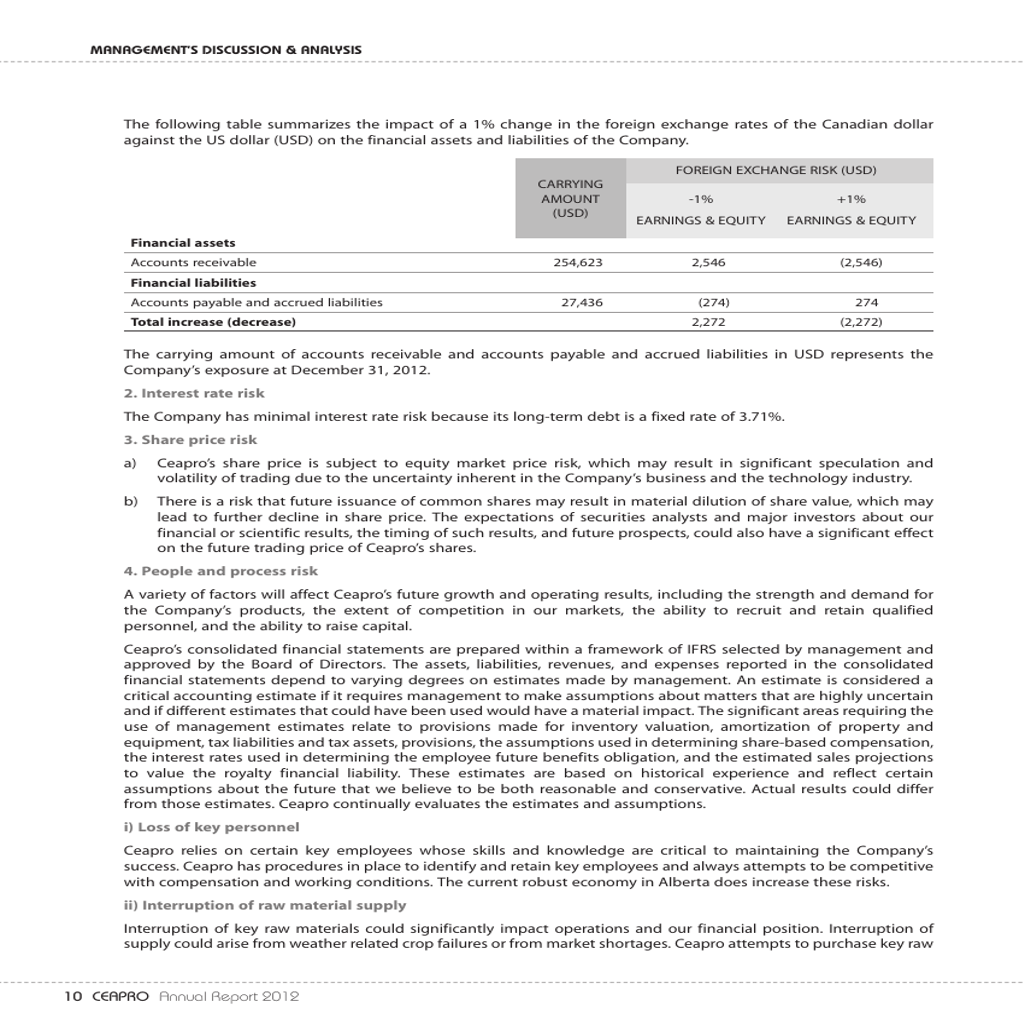 MANAGEMENT'S DISCUSSION & ANALYSIS
The following table summarizes the impact of a 1% change in the foreign exchange rates of the Canadian dollar
against the US dollar (USD) on the financial assets and liabilities of the Company.
CARRYING AMOUNT (USD) FOREIGN EXCHANGE RISK (USD)
-1% +1%
EARNINGS & EQUITY EARNINGS & EQUITY
Financial assets
Accounts receivable 254,623 2,546 (2,546)
Financial liabilities
Accounts payable and accrued liabilities 27,436 (274) 274
Total increase (decrease) 2,272 (2,272)
The carrying amount of accounts receivable and accounts payable and accrued liabilities in USD represents the
Company's exposure at December 31, 2012.
2. Interest rate risk
The Company has minimal interest rate risk because its long-term debt is a fixed rate of 3.71%.
3. Share price risk
a) Ceapro's share price is subject to equity market price risk, which may result in significant speculation and
volatility of trading due to the uncertainty inherent in the Company's business and the technology industry.
b) There is a risk that future issuance of common shares may result in material dilution of share value, which may
lead to further decline in share price. The expectations of securities analysts and major investors about our
financial or scientific results, the timing of such results, and future prospects, could also have a significant effect
on the future trading price of Ceapro's shares.
4. People and process risk
A variety of factors will affect Ceapro's future growth and operating results, including the strength and demand for
the Company's products, the extent of competition in our markets, the ability to recruit and retain qualified
personnel, and the ability to raise capital.
Ceapro's consolidated financial statements are prepared within a framework of IFRS selected by management and
approved by the Board of Directors. The assets, liabilities, revenues, and expenses reported in the consolidated
financial statements depend to varying degrees on estimates made by management. An estimate is considered a
critical accounting estimate if it requires management to make assumptions about matters that are highly uncertain
and if different estimates that could have been used would have a material impact. The significant areas requiring the
use of management estimates relate to provisions made for inventory valuation, amortization of property and
equipment, tax liabilities and tax assets, provisions, the assumptions used in determining share-based compensation,
the interest rates used in determining the employee future benefits obligation, and the estimated sales projections
to value the royalty financial liability. These estimates are based on historical experience and reflect certain
assumptions about the future that we believe to be both reasonable and conservative. Actual results could differ
from those estimates. Ceapro continually evaluates the estimates and assumptions.
i) Loss of key personnel
Ceapro relies on certain key employees whose skills and knowledge are critical to maintaining the Company's
success. Ceapro has procedures in place to identify and retain key employees and always attempts to be competitive
with compensation and working conditions. The current robust economy in Alberta does increase these risks.
ii) Interruption of raw material supply
Interruption of key raw materials could significantly impact operations and our financial position. Interruption of
supply could arise from weather related crop failures or from market shortages. Ceapro attempts to purchase key raw
10 CEAPRO Annual Report 2012